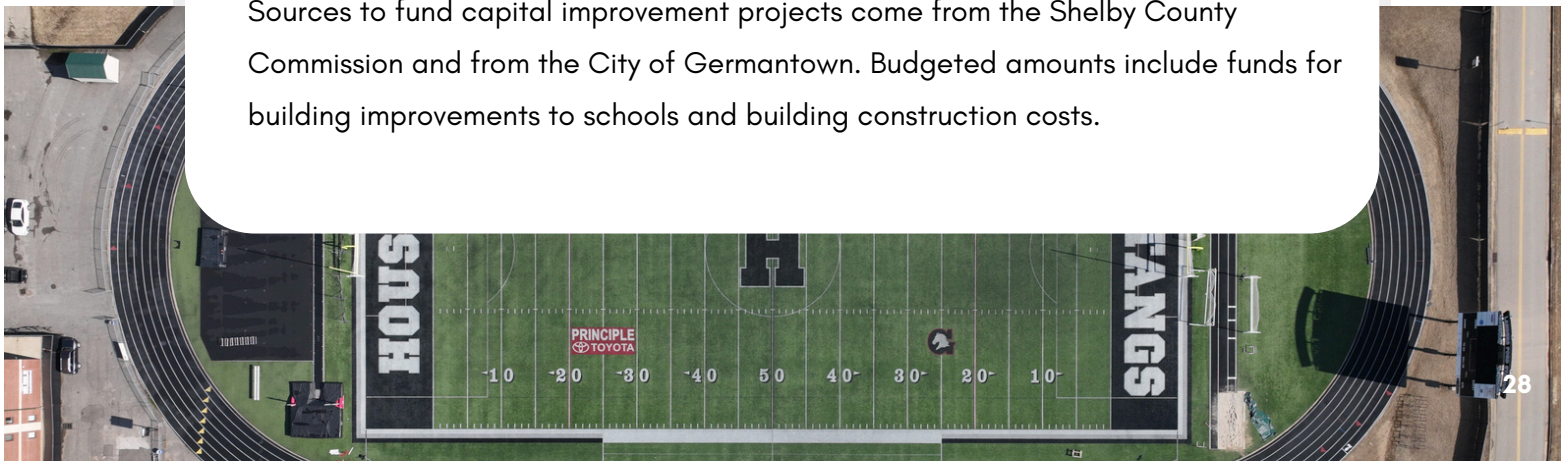 Sources to fund capital improvement projects come from the Shelby County
Commission and from the City of Germantown. Budgeted amounts include funds for
building improvements to schools and building construction costs.
H
HOUS
TANGS
PRINCIPLE
TOYOTA
G
10 20 30 40 50 40 30 20 10
28